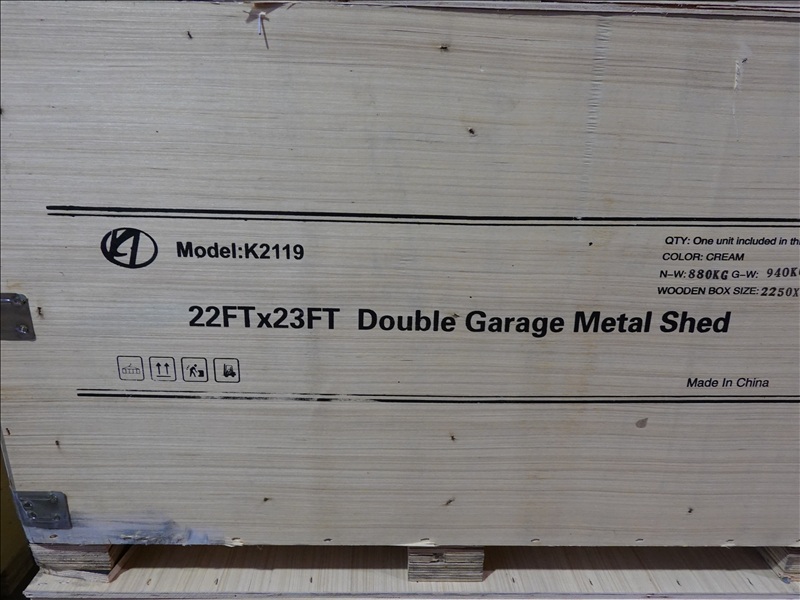 Model:K2119
22FTx23FT Double Garage Metal Shed
QTY: One unit included in
COLOR: CREAM
N-W: 880KG G-W: 940K
WOODEN BOX SIZE: 2250X
Made In China